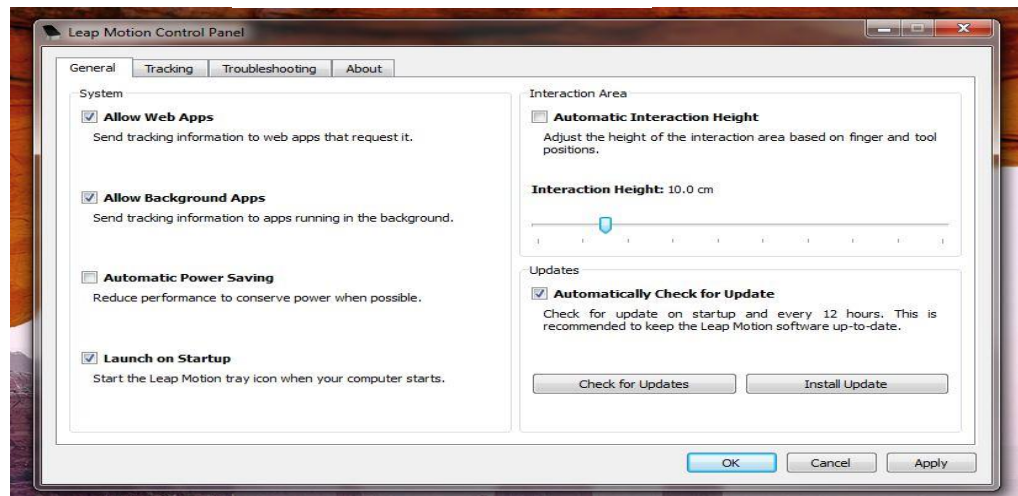 Leap Motion Control Panel
General Tracking Troubleshooting About
System
Allow Web Apps
Send tracking information to web apps that request it.
Allow Background Apps
Send tracking information to apps running in the background.
Automatic Power Saving
Reduce performance to conserve power when possible.
Launch on Startup
Start the Leap Motion tray icon when your computer starts.
Interaction Area
Automatic Interaction Height
Adjust the height of the interaction area based on finger and tool
positions.
Interaction Height: 10.0 cm
Updates
Automatically Check for Update
Check for update on startup and every 12 hours. This is
recommended to keep the Leap Motion software up-to-date.
Check for Updates Install Update
OK Cancel Apply